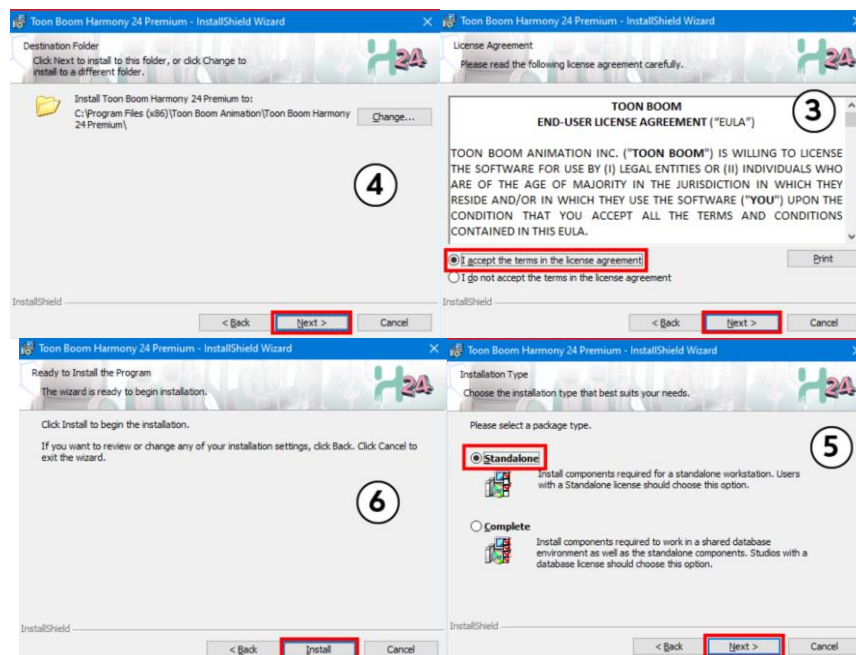 Toon Boom Harmony 24 Premium - InstallShield Wizard
Destination Folder
Click Next to install to this folder, or click Change to
install to a different folder.
24
Install Toon Boom Harmony 24 Premium to:
C:\Program Files (x86)\Toon Boom Animation\Toon Boom Harmony
24 Premium\
Change...
4
InstallShield
< Back
Next >
Cancel
Toon Boom Harmony 24 Premium - InstallShield Wizard
License Agreement
Please read the following license agreement carefully.
24
3
TOON BOOM
END-USER LICENSE AGREEMENT ("EULA")
TOON BOOM ANIMATION INC. ("TOON BOOM") IS WILLING TO LICENSE
THE SOFTWARE FOR USE BY (I) LEGAL ENTITIES OR (II) INDIVIDUALS WHO
ARE OF THE AGE OF MAJORITY IN THE JURISDICTION IN WHICH THEY
RESIDE AND/OR IN WHICH THEY USE THE SOFTWARE ("YOU") UPON THE
CONDITION THAT YOU ACCEPT ALL THE TERMS AND CONDITIONS
CONTAINED IN THIS EULA.
I accept the terms in the license agreement
Print
I do not accept the terms in the license agreement
InstallShield
< Back
Next >
Cancel
Toon Boom Harmony 24 Premium - InstallShield Wizard
Ready to Install the Program
The wizard is ready to begin installation.
24
Click Install to begin the installation.
If you want to review or change any of your installation settings, click Back. Click Cancel to
exit the wizard.
6
InstallShield
< Back
Install
Cancel
Toon Boom Harmony 24 Premium - InstallShield Wizard
Installation Type
Choose the installation type that best suits your needs.
24
Please select a package type.
5
Standalone
Install components required for a standalone workstation. Users
with a Standalone license should choose this option.
Complete
Install components required to work in a shared database
environment as well as the standalone components. Studios with a
database license should choose this option.
InstallShield
< Back
Next >
Cancel